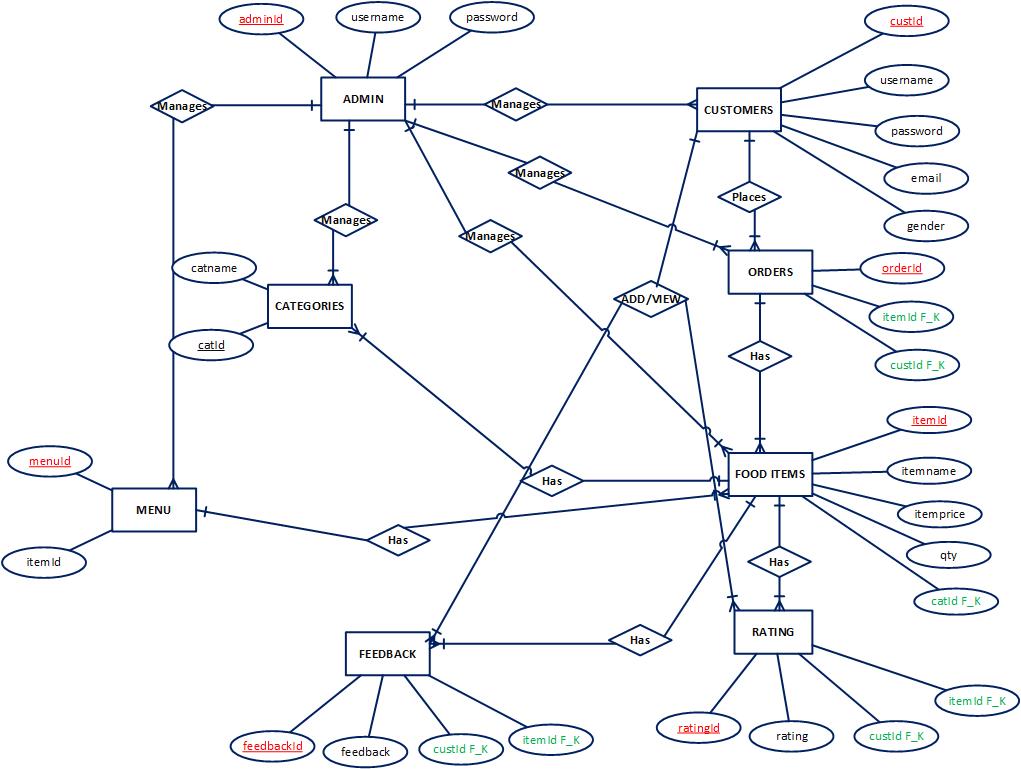 adminId
username
password
custId
username
password
email
gender
ADMIN
CUSTOMERS
Manages
Manages
Manages
Manages
Manages
Places
catname
CATEGORIES
catId
ADD/VIEW
ORDERS
orderId
itemId F_K
custId F_K
Has
menuId
MENU
itemId
Has
Has
FOOD ITEMS
itemId
itemname
itemprice
qty
catId F_K
Has
Has
FEEDBACK
RATING
feedbackId
feedback
custId F_K
itemId F_K
ratingId
rating
custId F_K
itemId F_K